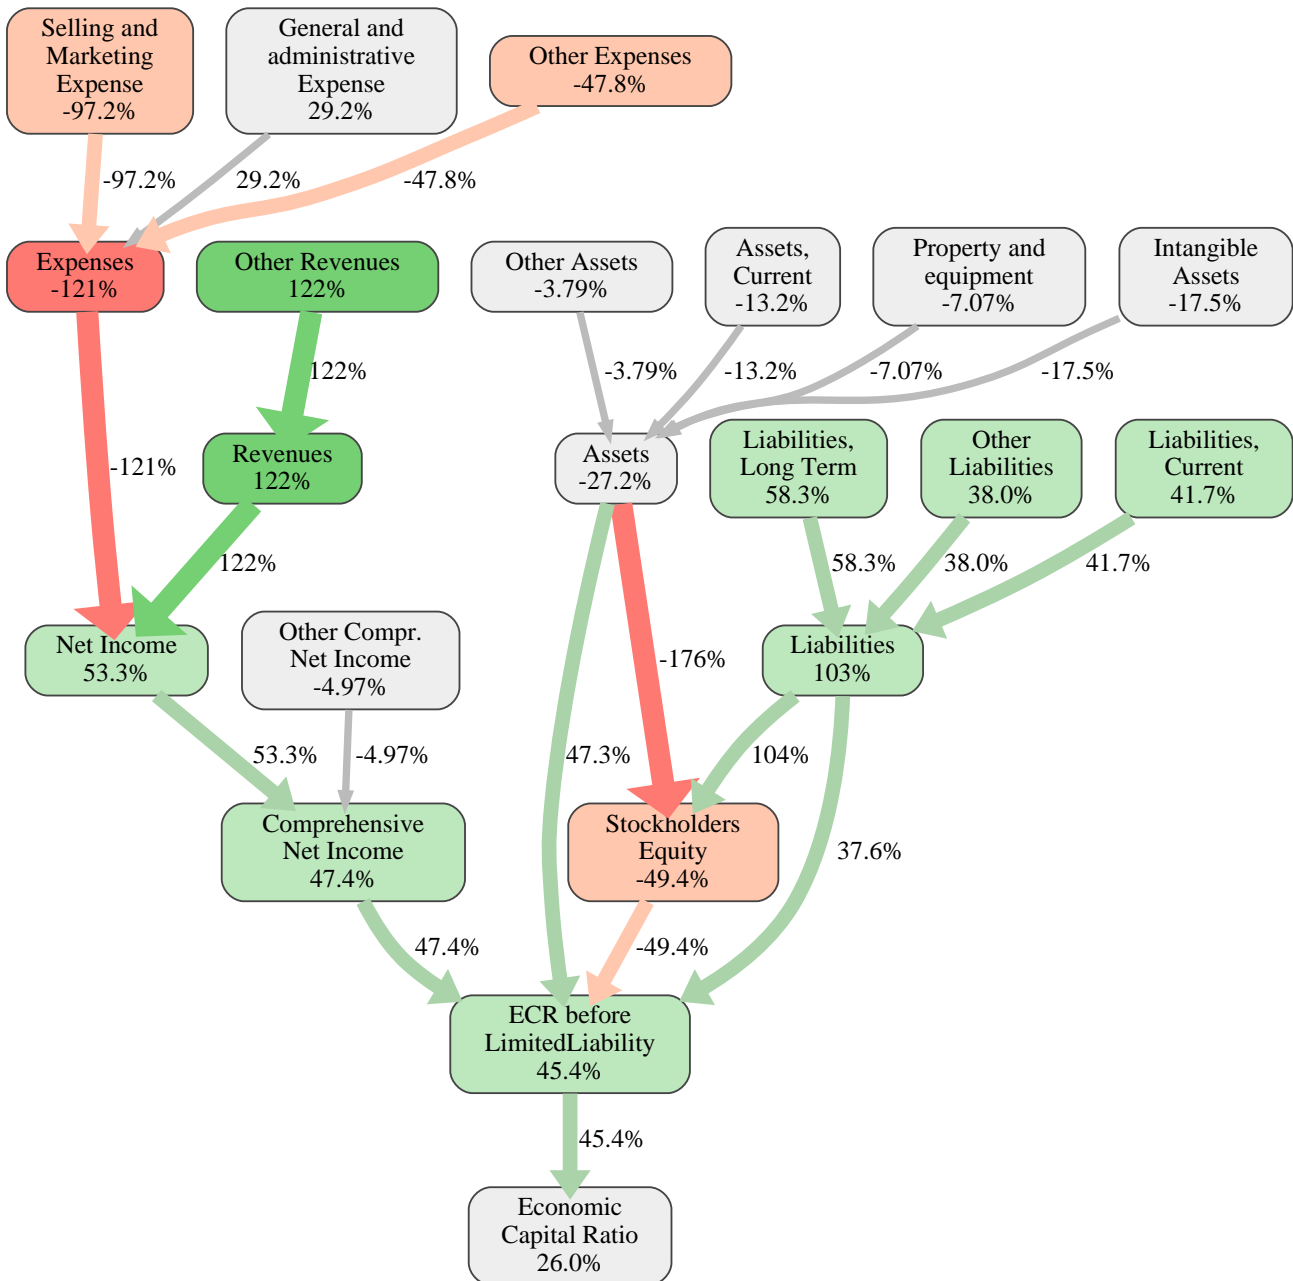 Selling and
Marketing
Expense
-97.2%
General and
administrative
Expense
29.2%
Other Expenses
-47.8%
-97.2%
29.2%
-47.8%
Expenses
-121%
Other Revenues
122%
Other Assets
-3.79%
Assets,
Current
-13.2%
Property and
equipment
-7.07%
Intangible
Assets
-17.5%
122%
-3.79%
-13.2%
-7.07%
-17.5%
-121%
Revenues
122%
Assets
-27.2%
Liabilities,
Long Term
58.3%
Other
Liabilities
38.0%
Liabilities,
Current
41.7%
122%
58.3%
38.0%
41.7%
Net Income
53.3%
Other Compr.
Net Income
-4.97%
-176%
Liabilities
103%
53.3%
-4.97%
47.3%
104%
Comprehensive
Net Income
47.4%
Stockholders
Equity
-49.4%
37.6%
47.4%
-49.4%
ECR before
LimitedLiability
45.4%
45.4%
Economic
Capital Ratio
26.0%